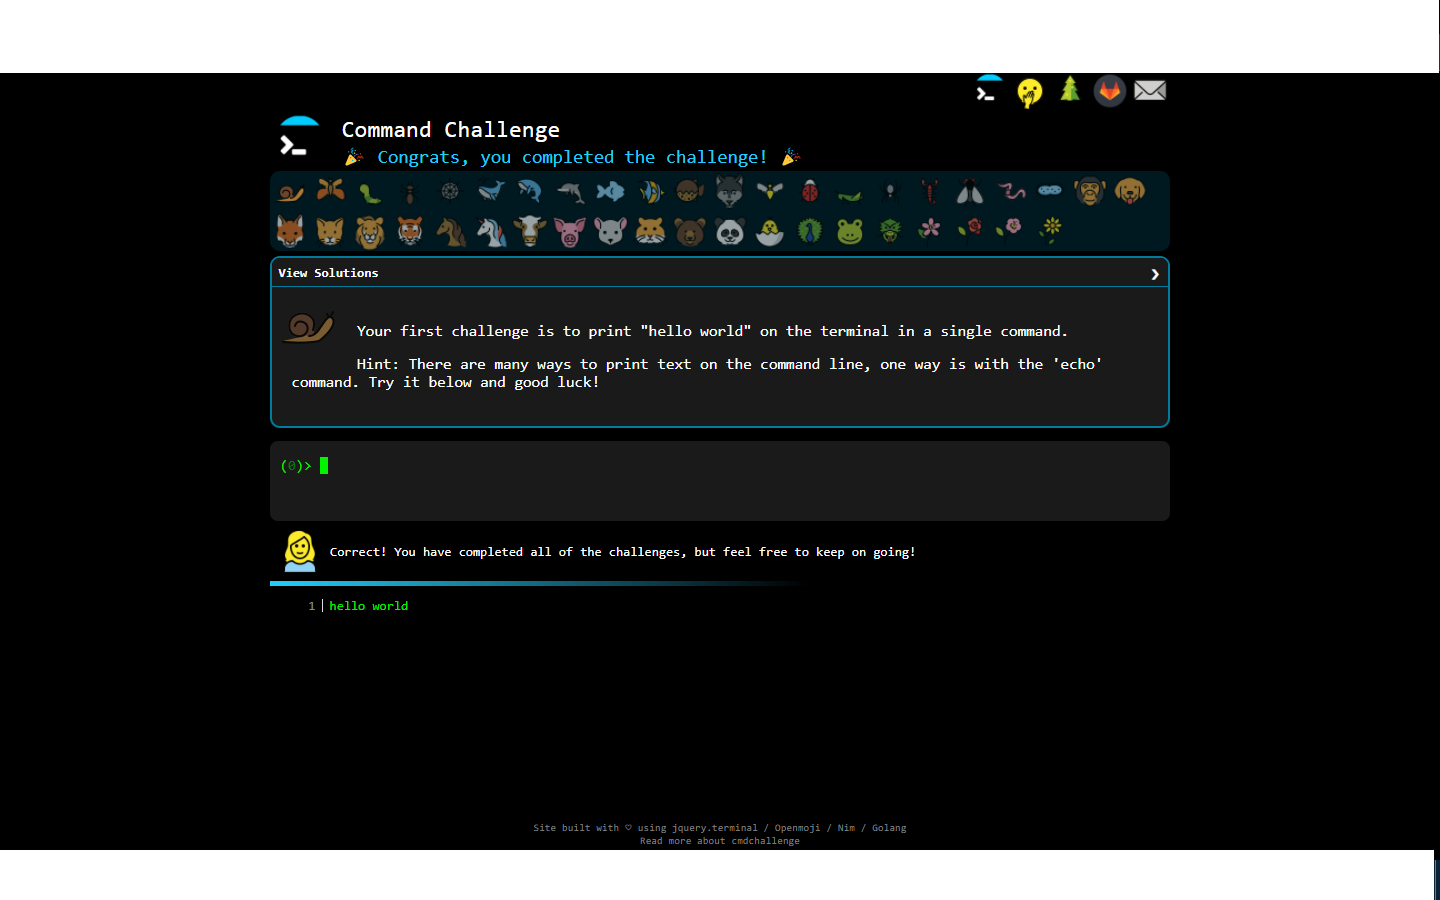 Command Challenge
Congrats, you completed the challenge!
View Solutions
Your first challenge is to print "hello world" on the terminal in a single command.
Hint: There are many ways to print text on the command line, one way is with the 'echo'
command. Try it below and good luck!
(0)>
Correct! You have completed all of the challenges, but feel free to keep on going!
1 hello world
Site built with ♡ using jquery.terminal / Openmoji / Nim / Golang
Read more about cmdchallenge